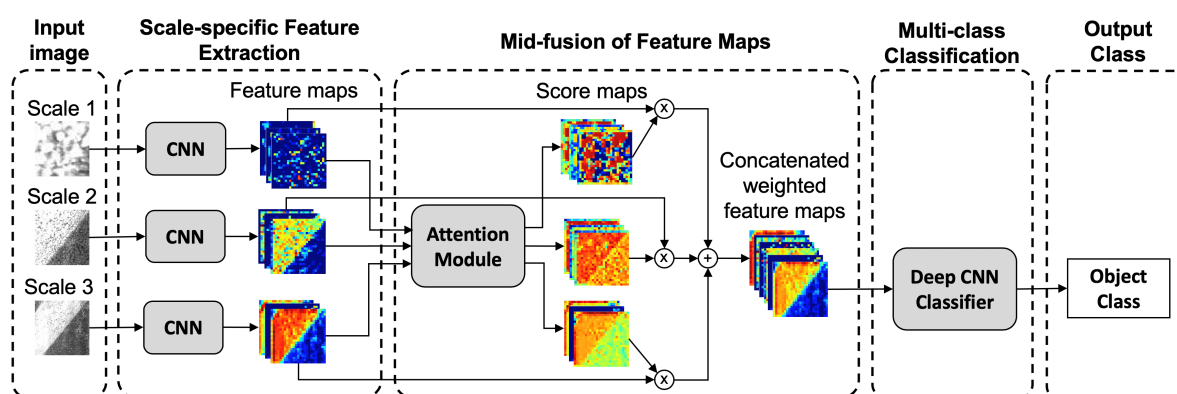 Input
image
Scale-specific Feature
Extraction
Mid-fusion of Feature Maps
Multi-class
Classification
Output
Class
Scale 1
Scale 2
Scale 3
CNN
CNN
CNN
Feature maps
Attention
Module
Score maps
x
x
x
+
Concatenated
weighted
feature maps
Deep CNN
Classifier
Object
Class